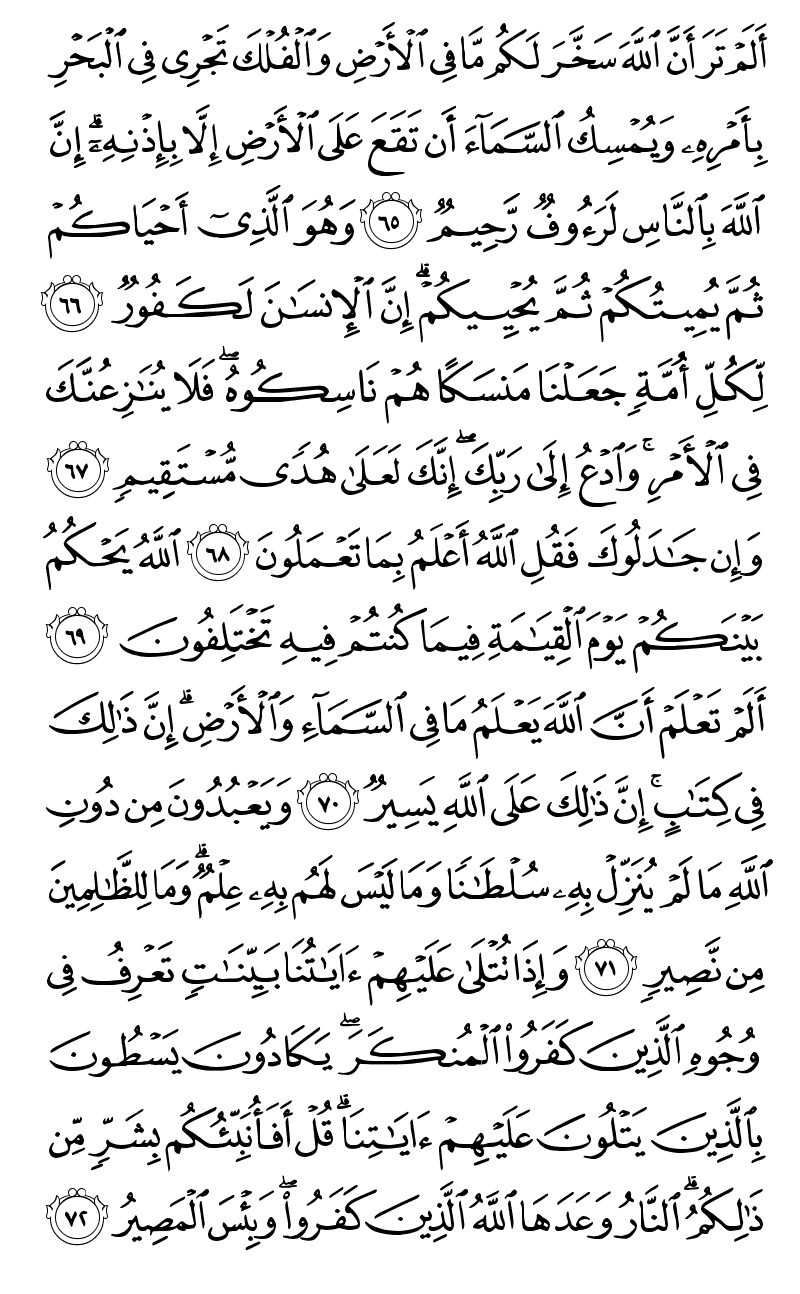 أَلَمْ تَرَ أَنَّ ٱللَّهَ سَخَّرَ لَكُم مَّا فِي ٱلْأَرْضِ وَٱلْفُلْكَ تَجْرِي فِي ٱلْبَحْرِ
بِأَمْرِهِۦ وَيُمْسِكُ ٱلسَّمَآءَ أَن تَقَعَ عَلَى ٱلْأَرْضِ إِلَّا بِإِذْنِهِۦٓۗ إِنَّ
ٱللَّهَ بِٱلنَّاسِ لَرَءُوفٌ رَّحِيمٌ ٦٥ وَهُوَ ٱلَّذِيٓ أَحْيَاكُمْ
ثُمَّ يُمِيتُكُمْ ثُمَّ يُحْيِيكُمْۗ إِنَّ ٱلْإِنسَٰنَ لَكَفُورٌ ٦٦
لِّكُلِّ أُمَّةٍ جَعَلْنَا مَنسَكًا هُمْ نَاسِكُوهُۖ فَلَا يُنَٰزِعُنَّكَ
فِي ٱلْأَمْرِۚ وَٱدْعُ إِلَىٰ رَبِّكَۖ إِنَّكَ لَعَلَىٰ هُدًى مُّسْتَقِيمٍ ٦٧
وَإِن جَٰدَلُوكَ فَقُلِ ٱللَّهُ أَعْلَمُ بِمَا تَعْمَلُونَ ٦٨ ٱللَّهُ يَحْكُمُ
بَيْنَكُمْ يَوْمَ ٱلْقِيَٰمَةِ فِيمَا كُنتُمْ فِيهِ تَخْتَلِفُونَ ٦٩
أَلَمْ تَعْلَمْ أَنَّ ٱللَّهَ يَعْلَمُ مَا فِي ٱلسَّمَآءِ وَٱلْأَرْضِۗ إِنَّ ذَٰلِكَ
فِي كِتَٰبٍۚ إِنَّ ذَٰلِكَ عَلَى ٱللَّهِ يَسِيرٌ ٧٠ وَيَعْبُدُونَ مِن دُونِ
ٱللَّهِ مَا لَمْ يُنَزِّلْ بِهِۦ سُلْطَٰنًا وَمَا لَيْسَ لَهُم بِهِۦ عِلْمٌۗ وَمَا لِلظَّٰلِمِينَ
مِن نَّصِيرٍ ٧١ وَإِذَا تُتْلَىٰ عَلَيْهِمْ ءَايَٰتُنَا بَيِّنَٰتٍ تَعْرِفُ فِي
وُجُوهِ ٱلَّذِينَ كَفَرُوا۟ ٱلْمُنكَرَۖ يَكَادُونَ يَسْطُونَ
بِٱلَّذِينَ يَتْلُونَ عَلَيْهِمْ ءَايَٰتِنَاۗ قُلْ أَفَأُنَبِّئُكُم بِشَرٍّ مِّن
ذَٰلِكُمُۗ ٱلنَّارُ وَعَدَهَا ٱللَّهُ ٱلَّذِينَ كَفَرُوا۟ۖ وَبِئْسَ ٱلْمَصِيرُ ٧٢